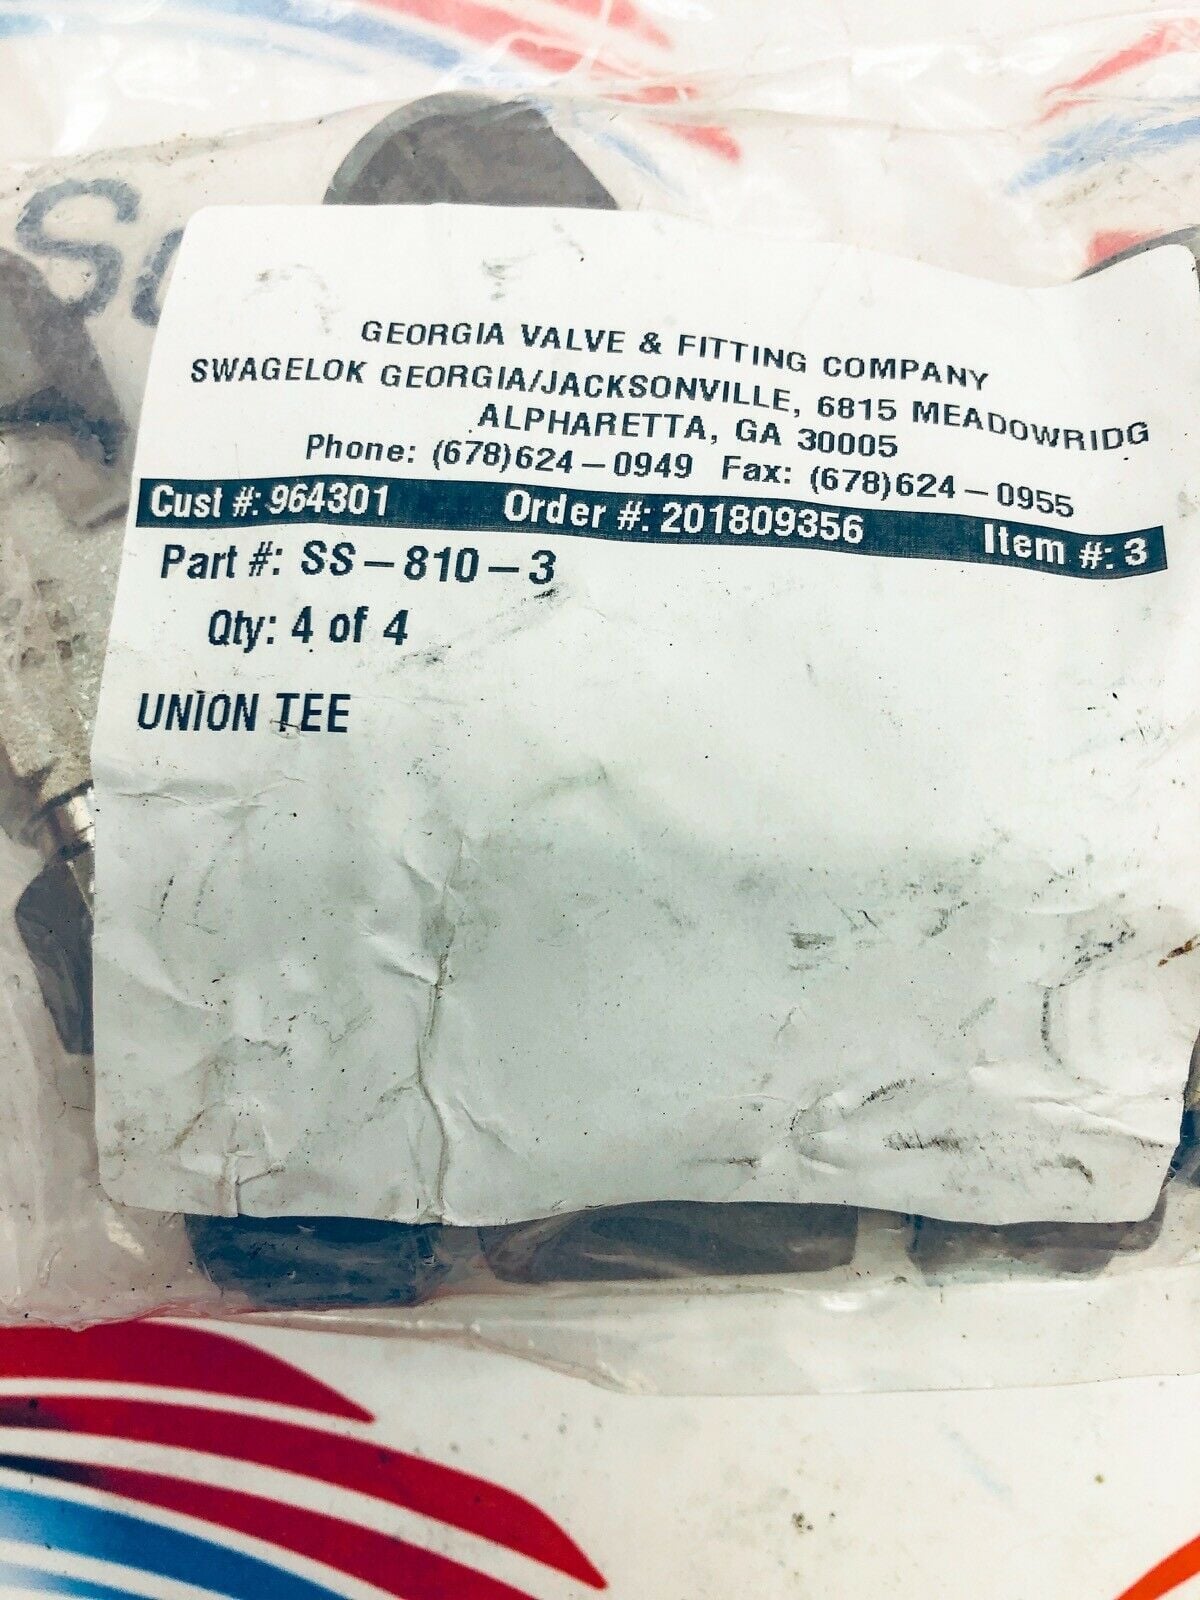 GEORGIA VALVE & FITTING COMPANY
SWAGELOK GEORGIA/JACKSONVILLE, 6815 MEADOWRIDG
ALPHARETTA, GA 30005
Phone: (678)624-0949 Fax: (678)624-0955
Cust #: 964301 Order #: 201809356 Item #: 3
Part #: SS-810-3
Qty: 4 of 4
UNION TEE